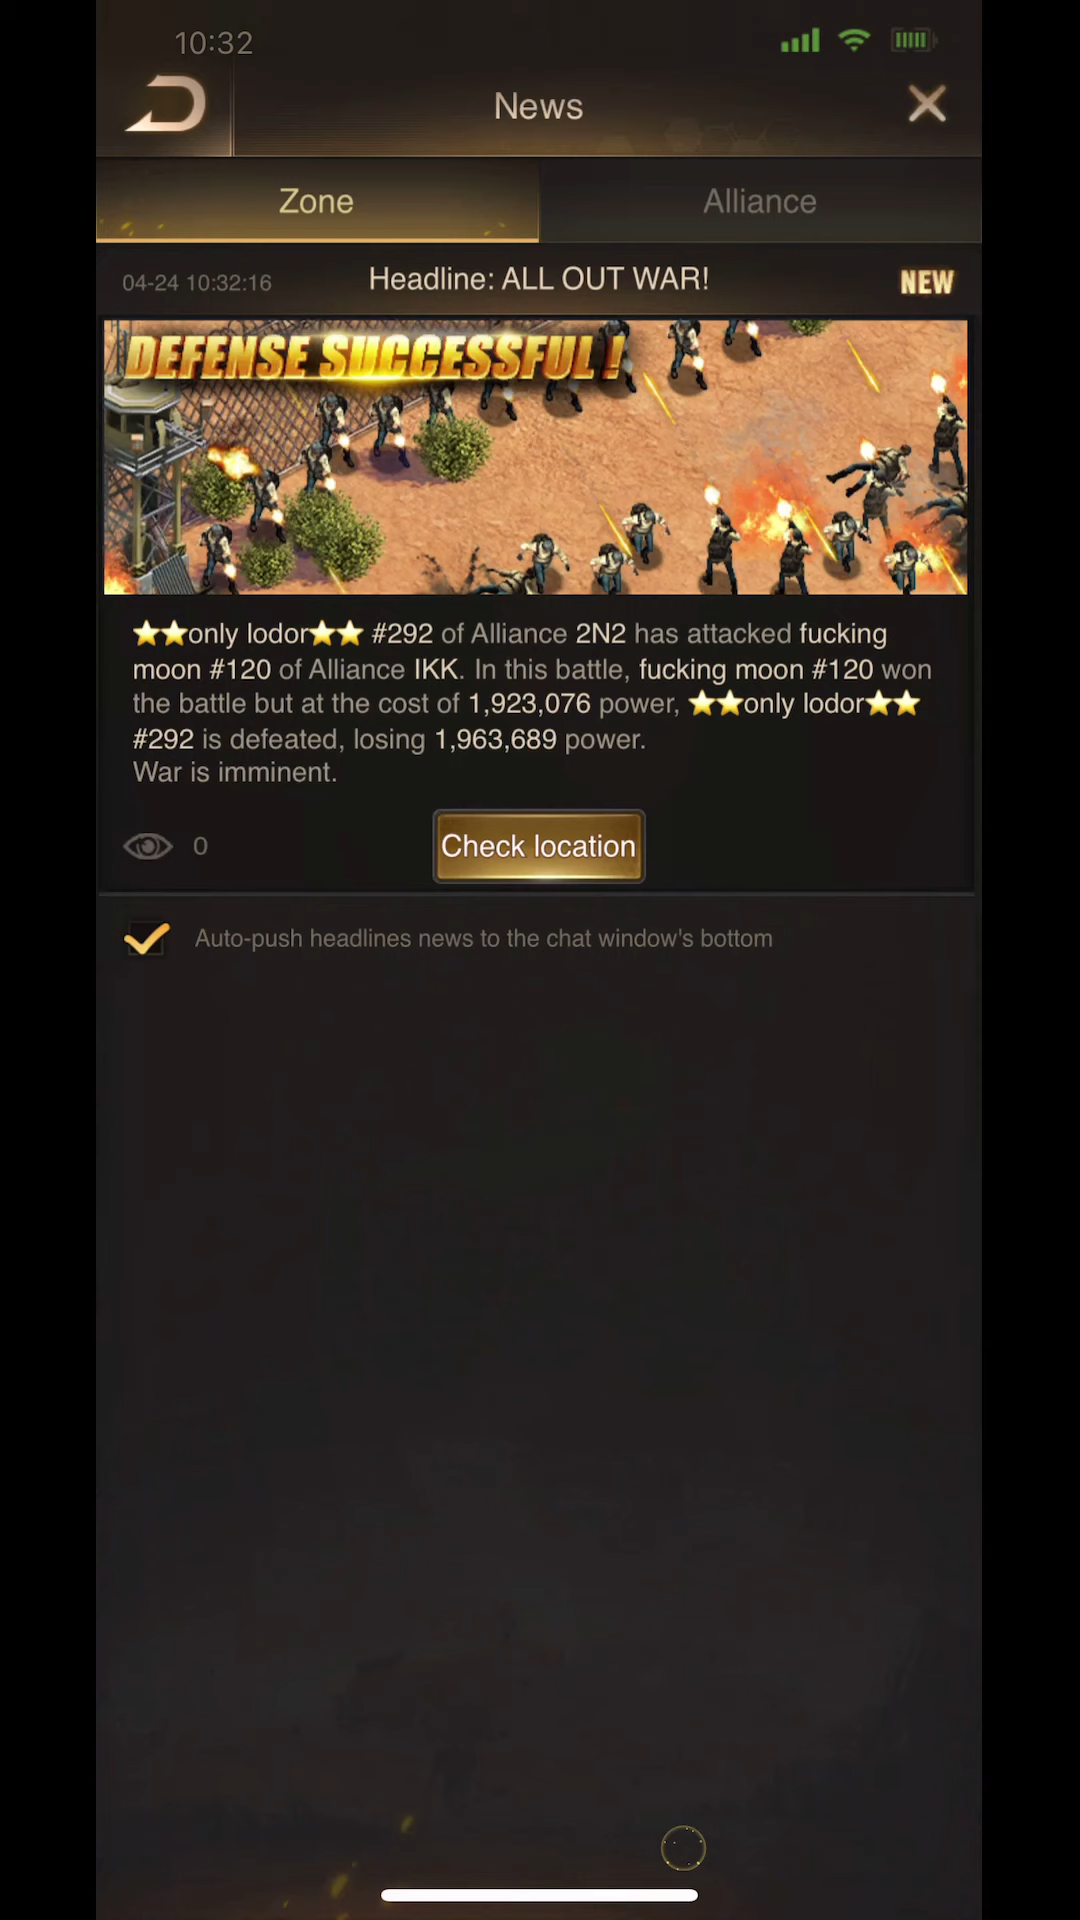 10:32
News
Zone
Alliance
04-24 10:32:16
Headline: ALL OUT WAR!
NEW
DEFENSE SUCCESSFUL!
⭐⭐only lodor⭐⭐ #292 of Alliance 2N2 has attacked fucking
moon #120 of Alliance IKK. In this battle, fucking moon #120 won
the battle but at the cost of 1,923,076 power, ⭐⭐only lodor⭐⭐
#292 is defeated, losing 1,963,689 power.
War is imminent.
0
Check location
Auto-push headlines news to the chat window's bottom